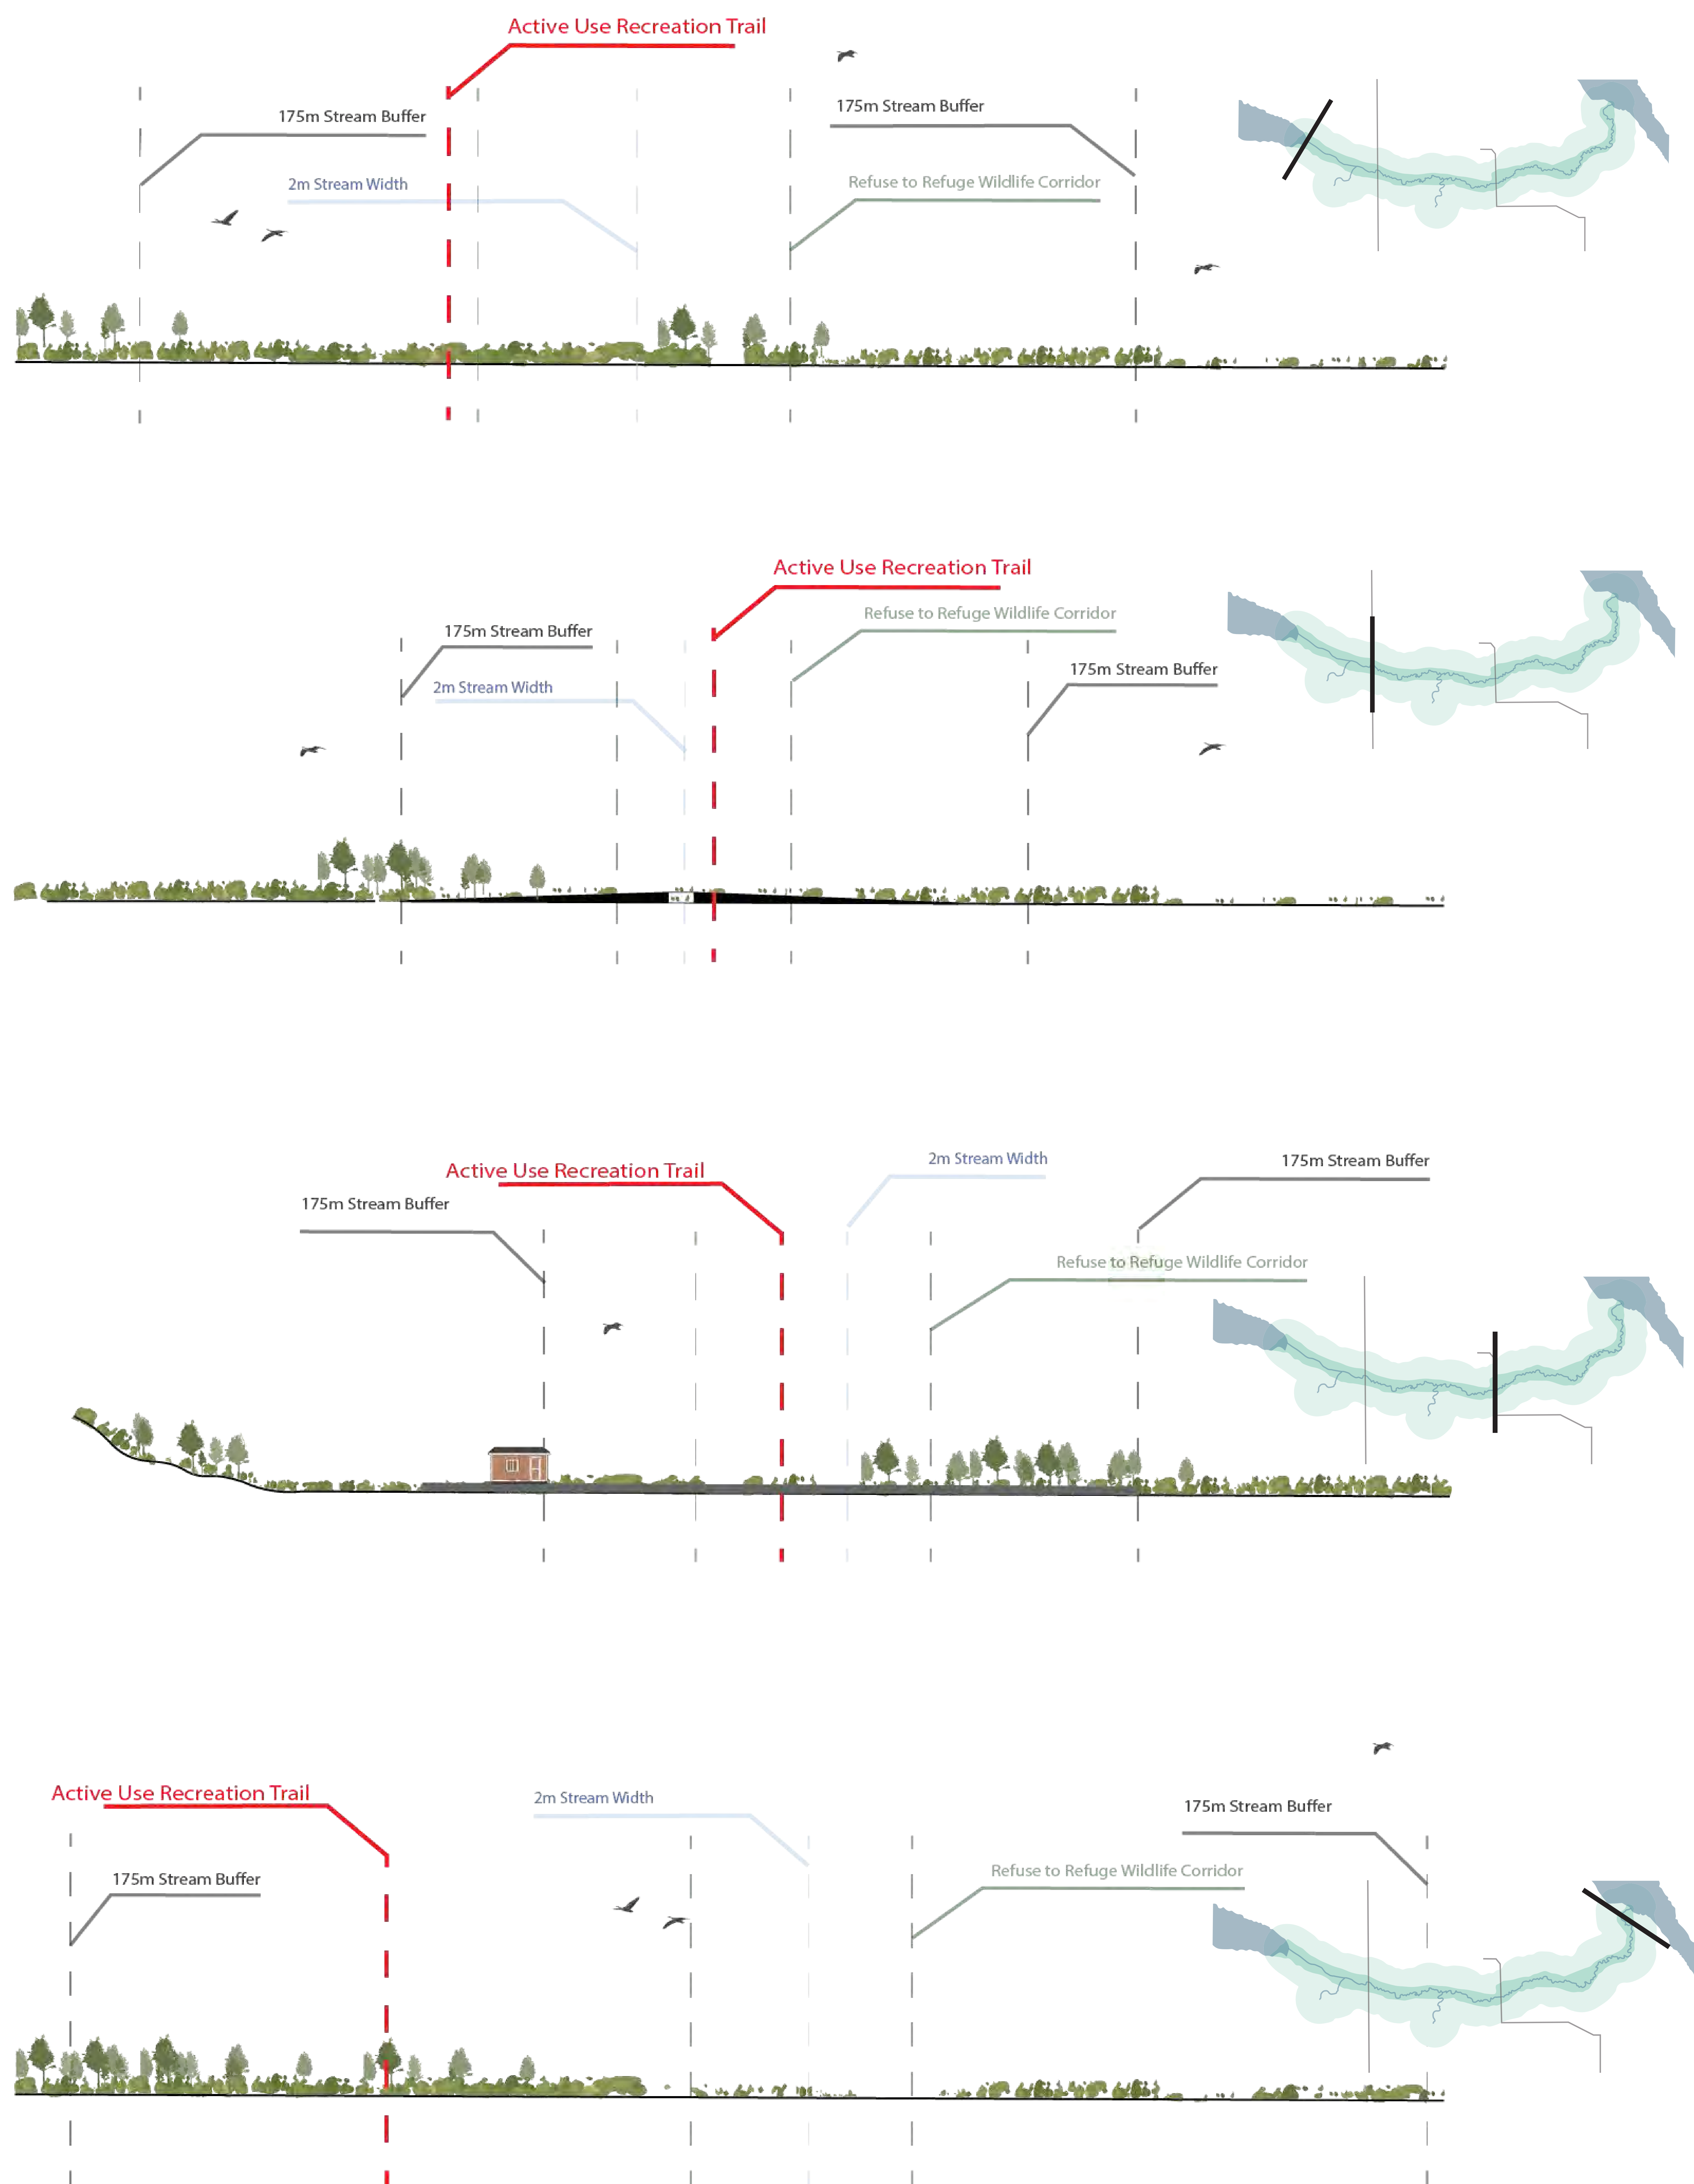 Active Use Recreation Trail
175m Stream Buffer
175m Stream Buffer
2m Stream Width
Refuse to Refuge Wildlife Corridor
Active Use Recreation Trail
Refuse to Refuge Wildlife Corridor
175m Stream Buffer
175m Stream Buffer
2m Stream Width
2m Stream Width
175m Stream Buffer
Active Use Recreation Trail
175m Stream Buffer
Refuse to Refuge Wildlife Corridor
Active Use Recreation Trail
2m Stream Width
175m Stream Buffer
175m Stream Buffer
Refuse to Refuge Wildlife Corridor